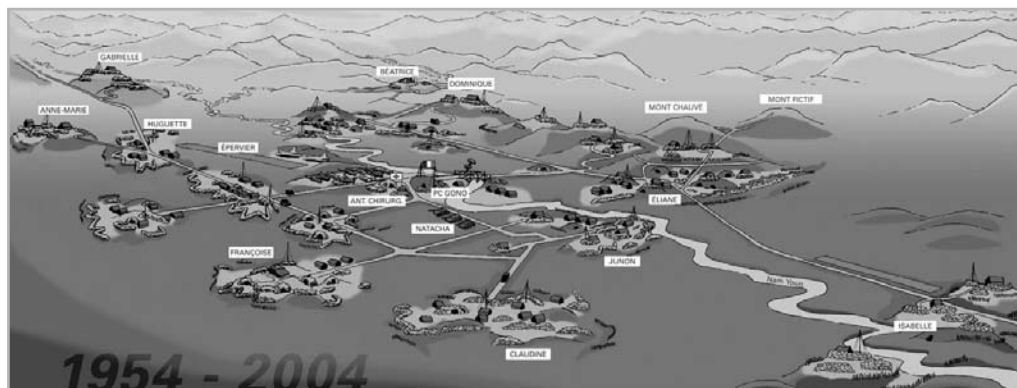 GABRIELLE
BÉATRICE
DOMINIQUE
ANNE-MARIE
MONT CHAUVE
MONT FICTIF
HUGUETTE
ÉPERVIER
ANT. CHIRURG.
PC GONO
ÉLIANE
NATACHA
FRANÇOISE
JUNON
Nam Youn
ISABELLE
CLAUDINE
1954 - 2004